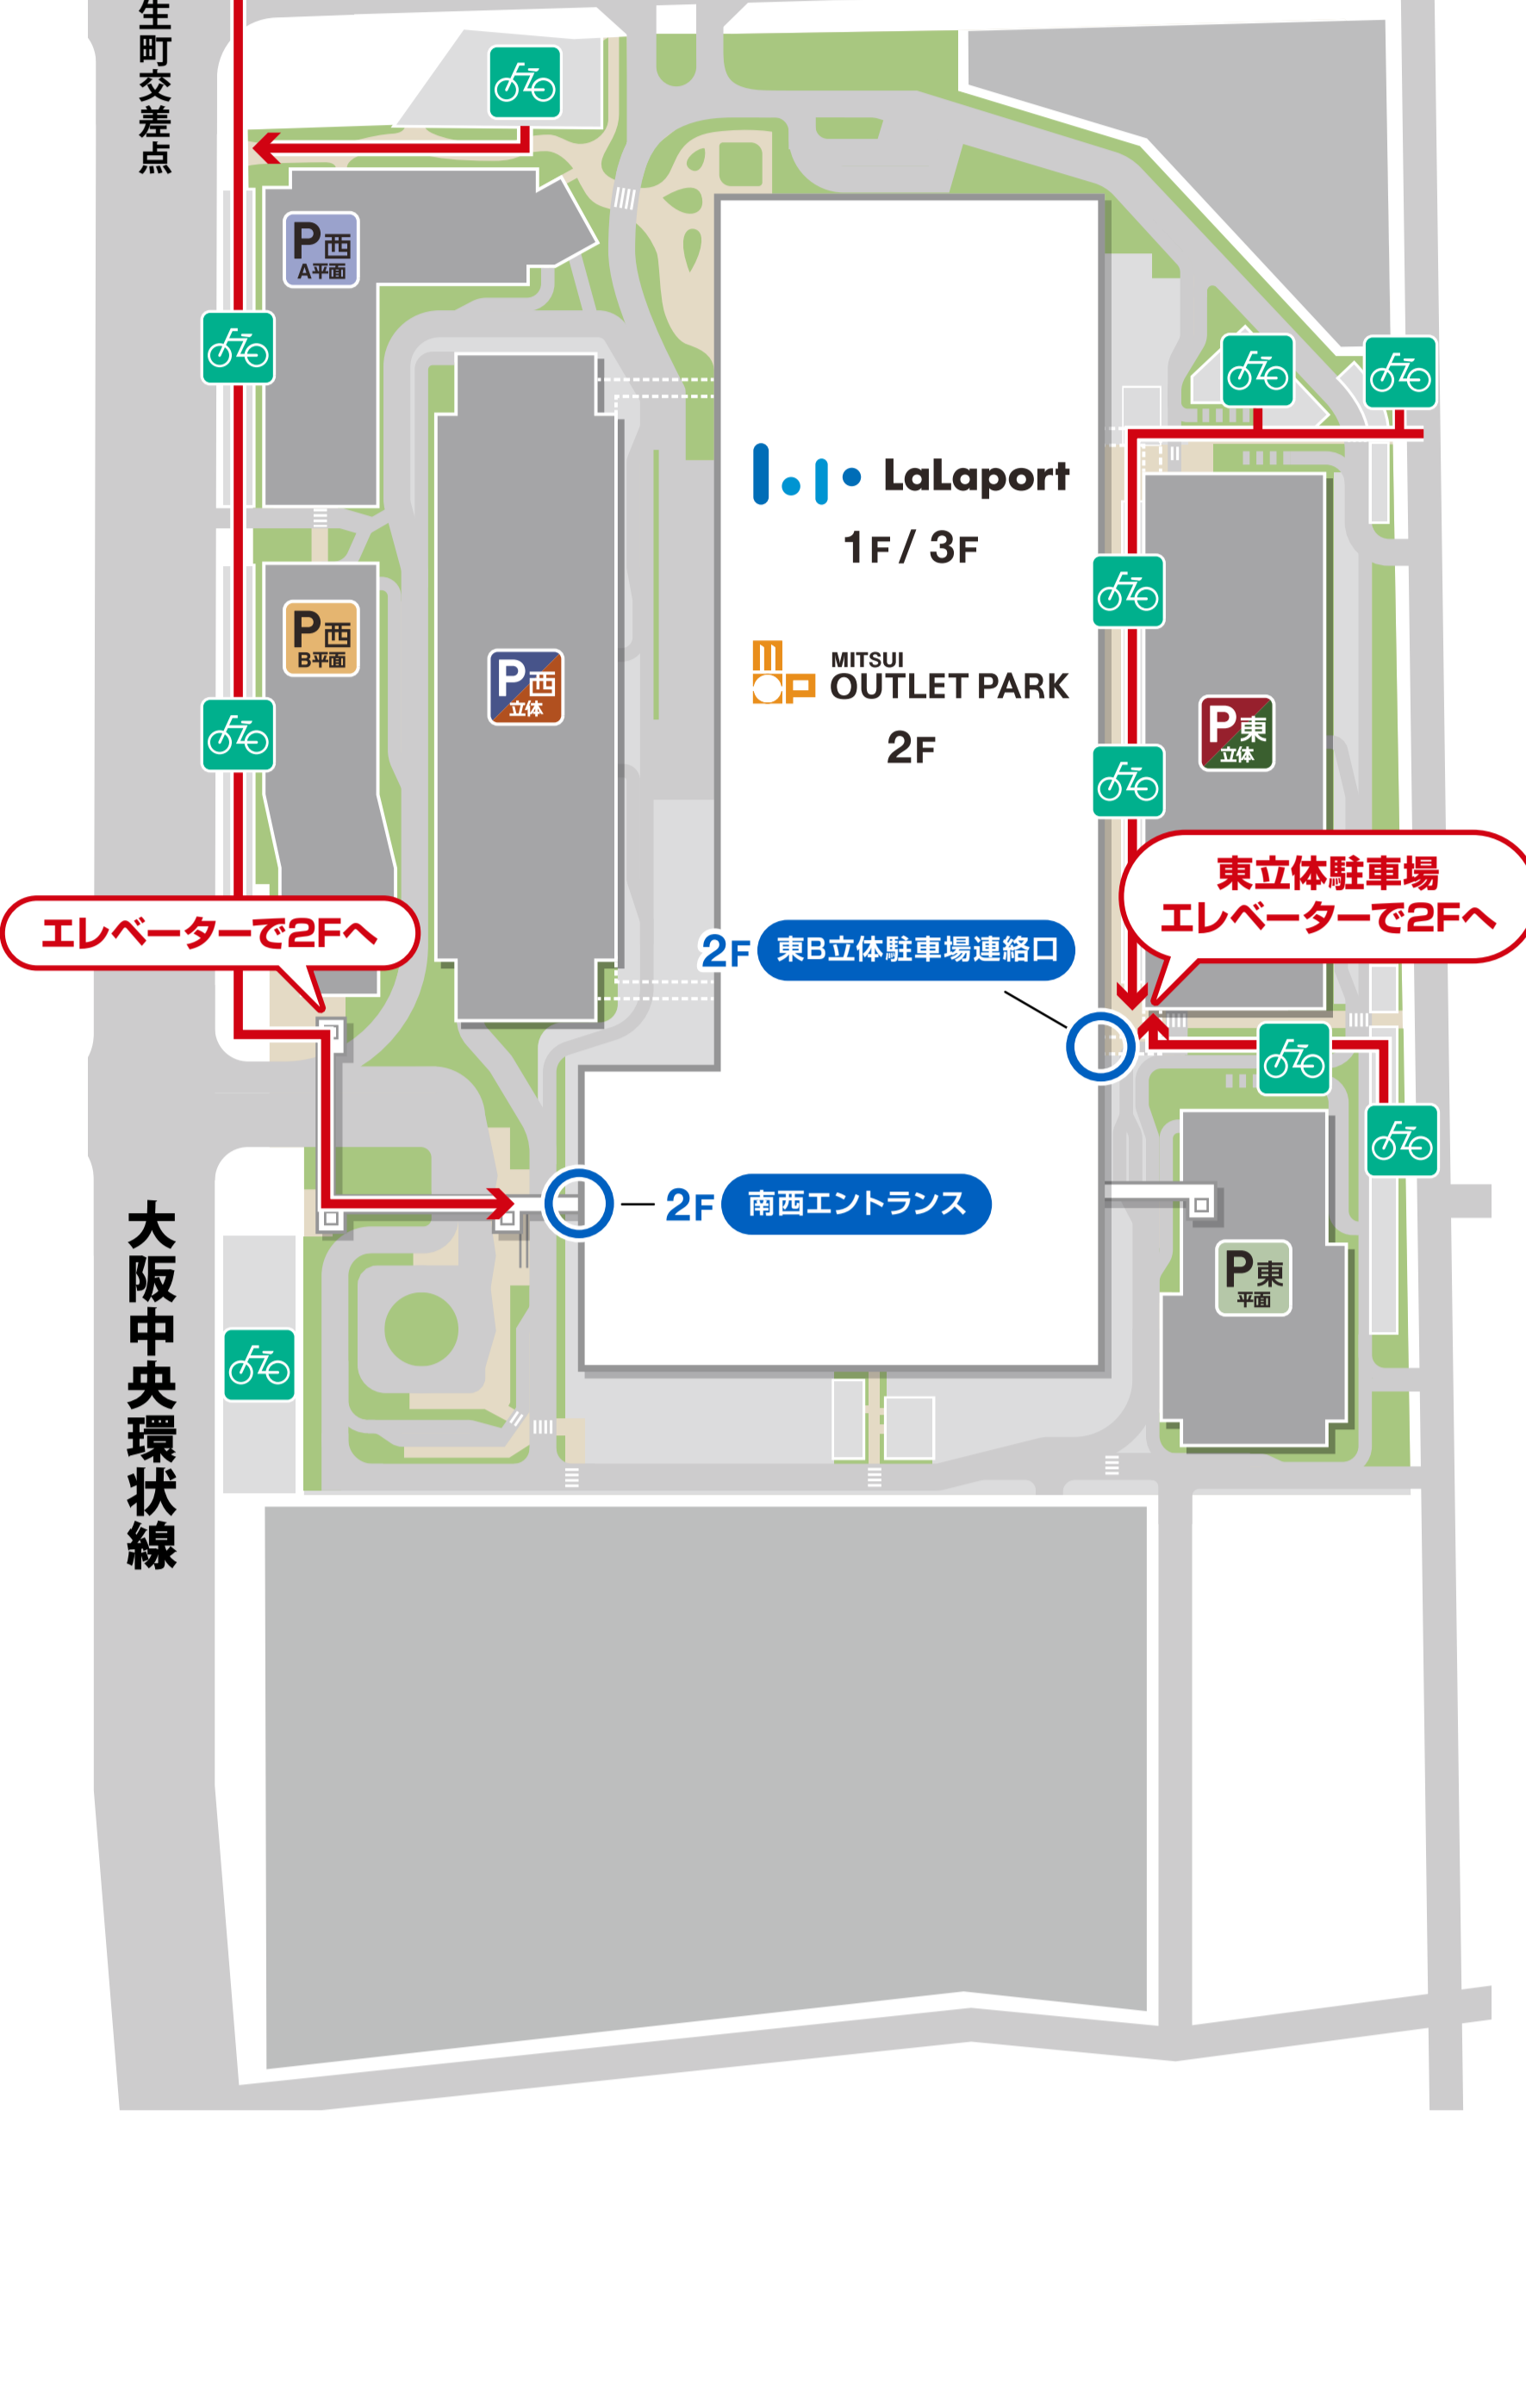 町交差点
P西
A平面
LaLaport
1F / 3F
P西
B平面
MITSUI
OUTLET PARK
P西
立体
2F
P東
立体
東立体駐車場
エレベーターで2Fへ
エレベーターで2Fへ
2F 東B立体駐車場連絡口
2F 南西エントランス
P東
平面
大阪中央環状線